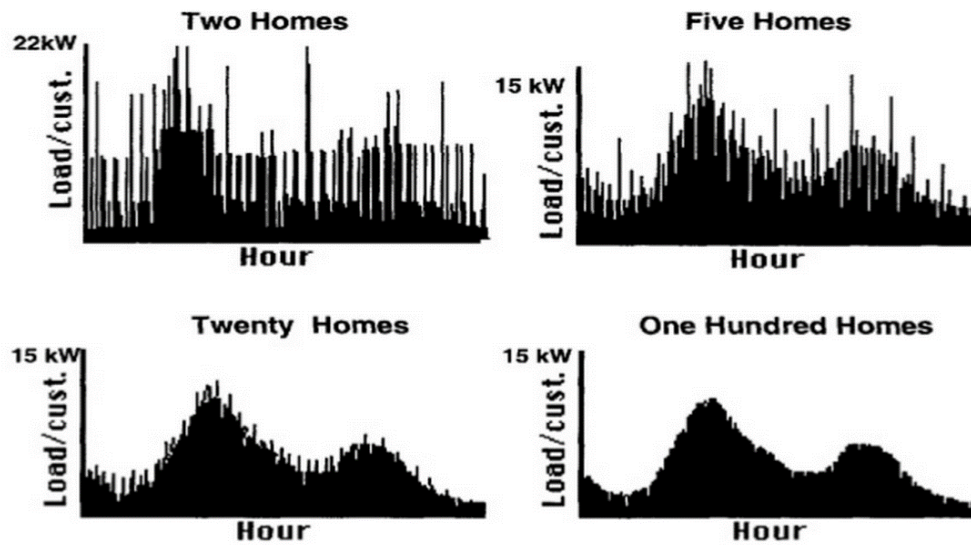 Two Homes
22kW
Load/cust.
Hour
Five Homes
15 kW
Load/cust.
Hour
Twenty Homes
15 kW
Load/cust.
Hour
One Hundred Homes
15 kW
Load/cust.
Hour